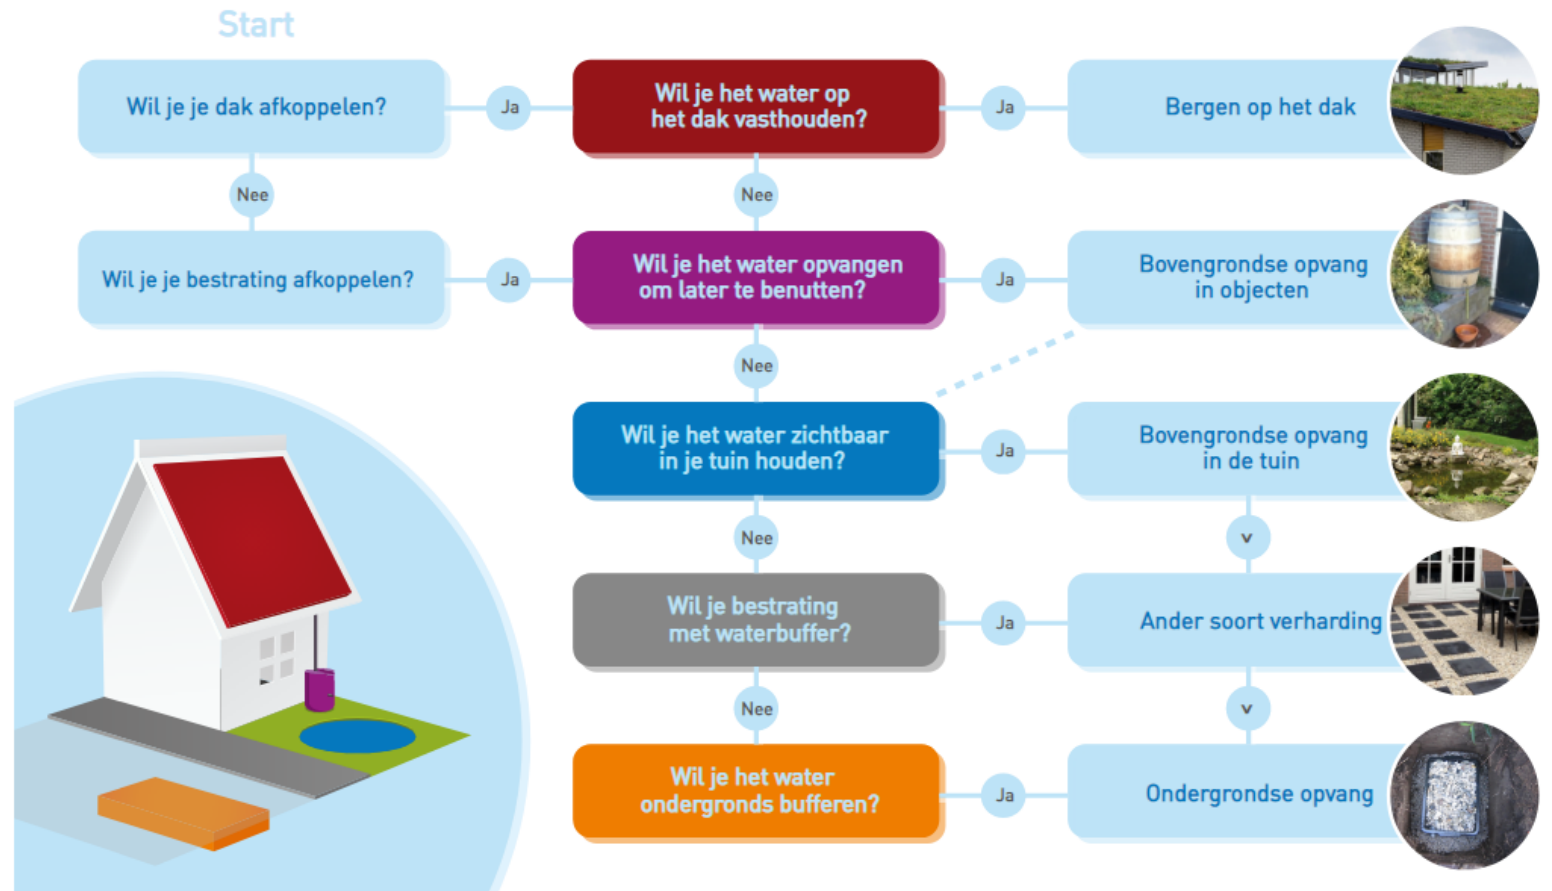 Start
Wil je je dak afkoppelen?
Ja
Wil je het water op
het dak vasthouden?
Ja
Bergen op het dak
Nee
Nee
Wil je je bestrating afkoppelen?
Ja
Wil je het water opvangen
om later te benutten?
Ja
Bovengrondse opvang
in objecten
Nee
Wil je het water zichtbaar
in je tuin houden?
Ja
Bovengrondse opvang
in de tuin
Nee
v
Wil je bestrating
met waterbuffer?
Ja
Ander soort verharding
Nee
v
Wil je het water
ondergronds bufferen?
Ja
Ondergrondse opvang